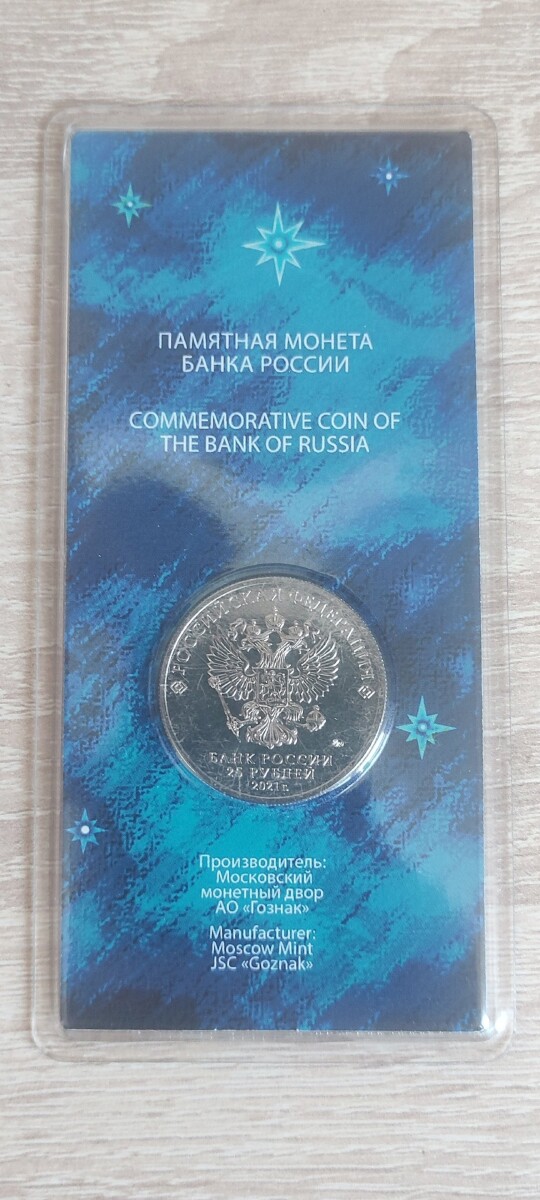 ПАМЯТНАЯ МОНЕТА
БАНКА РОССИИ
COMMEMORATIVE COIN OF
THE BANK OF RUSSIA
РОССИЙСКАЯ ФЕДЕРАЦИЯ
БАНК РОССИИ
25 РУБЛЕЙ
2021 г.
Производитель:
Московский
монетный двор
АО «Гознак»
Manufacturer:
Moscow Mint
JSC «Goznak»